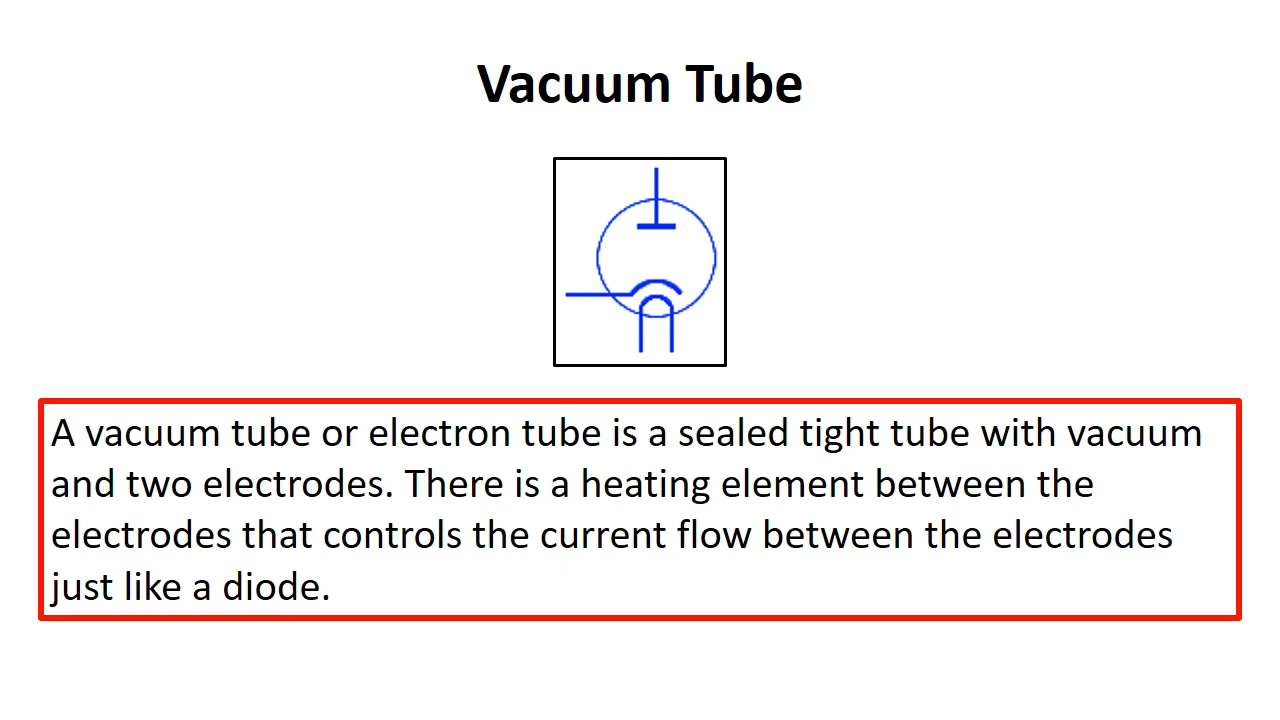 Vacuum Tube
A vacuum tube or electron tube is a sealed tight tube with vacuum
and two electrodes. There is a heating element between the
electrodes that controls the current flow between the electrodes
just like a diode.